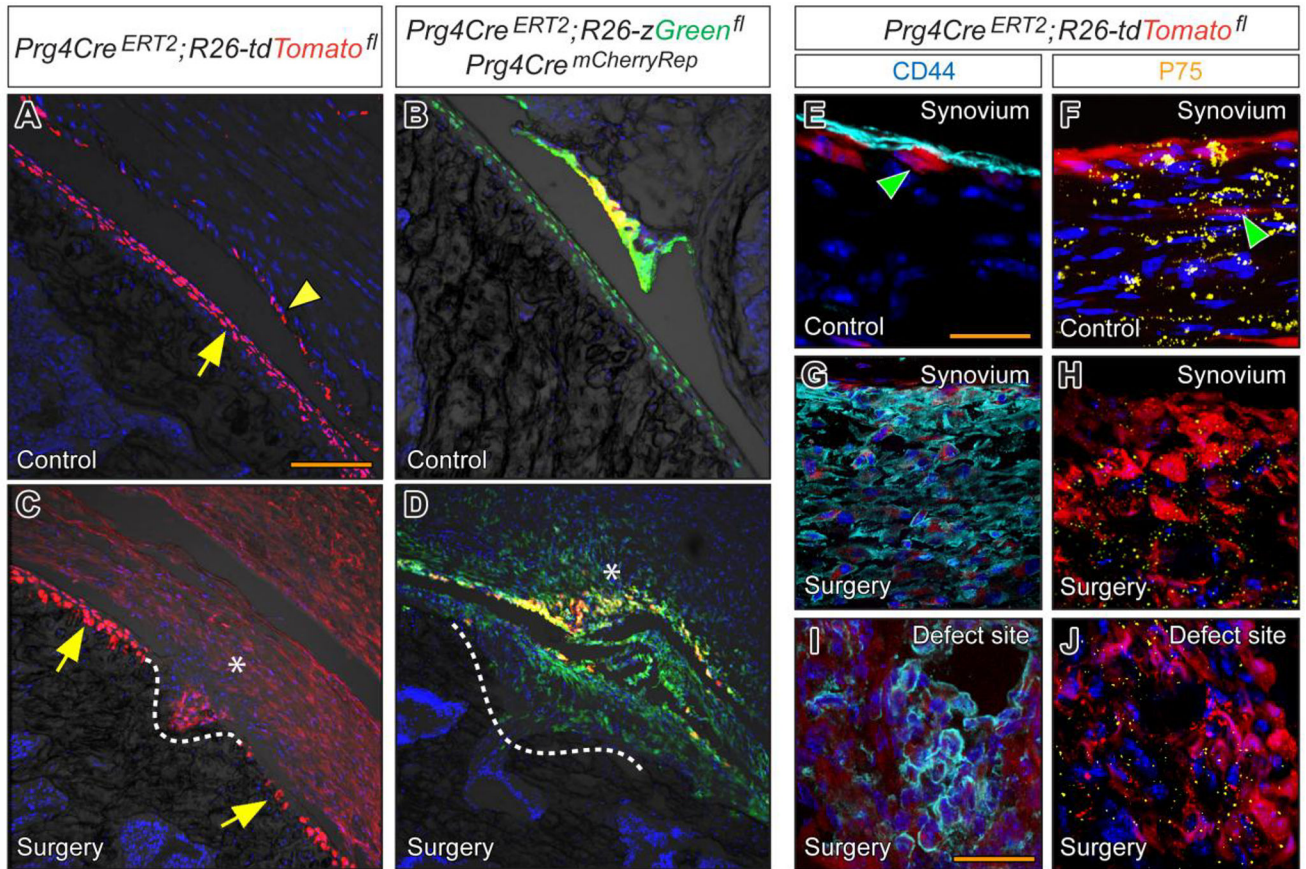 Prg4Cre ERT2;R26-tdTomato fl
Prg4Cre ERT2;R26-zGreen fl
Prg4Cre mCherryRep
Prg4Cre ERT2;R26-tdTomato fl
CD44
P75
A
Control
B
Control
C
*
Surgery
D
*
Surgery
E
Synovium
Control
F
Synovium
Control
G
Synovium
Surgery
H
Synovium
Surgery
I
Defect site
Surgery
J
Defect site
Surgery